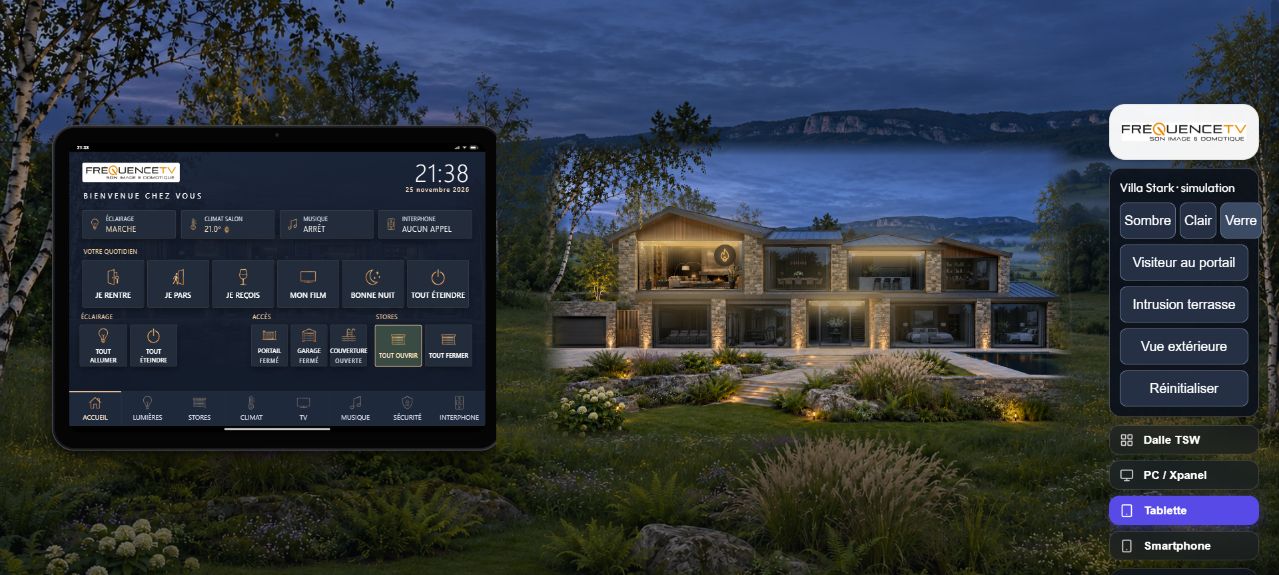 21:38
FREQUENCETV
SON IMAGE & DOMOTIQUE
21:38
25 novembre 2026
BIENVENUE CHEZ VOUS
ÉCLAIRAGE
MARCHE
CLIMAT SALON
21.0°
MUSIQUE
ARRÊT
INTERPHONE
AUCUN APPEL
VOTRE QUOTIDIEN
JE RENTRE
JE PARS
JE REÇOIS
MON FILM
BONNE NUIT
TOUT ÉTEINDRE
ÉCLAIRAGE
TOUT
ALLUMER
TOUT
ÉTEINDRE
ACCÈS
PORTAIL
FERMÉ
GARAGE
FERMÉ
COUVERTURE
OUVERTE
STORES
TOUT OUVRIR
TOUT FERMER
ACCUEIL
LUMIÈRES
STORES
CLIMAT
TV
MUSIQUE
SÉCURITÉ
INTERPHONE
FREQUENCETV
SON IMAGE & DOMOTIQUE
Villa Stark · simulation
Sombre
Clair
Verre
Visiteur au portail
Intrusion terrasse
Vue extérieure
Réinitialiser
Dalle TSW
PC / Xpanel
Tablette
Smartphone